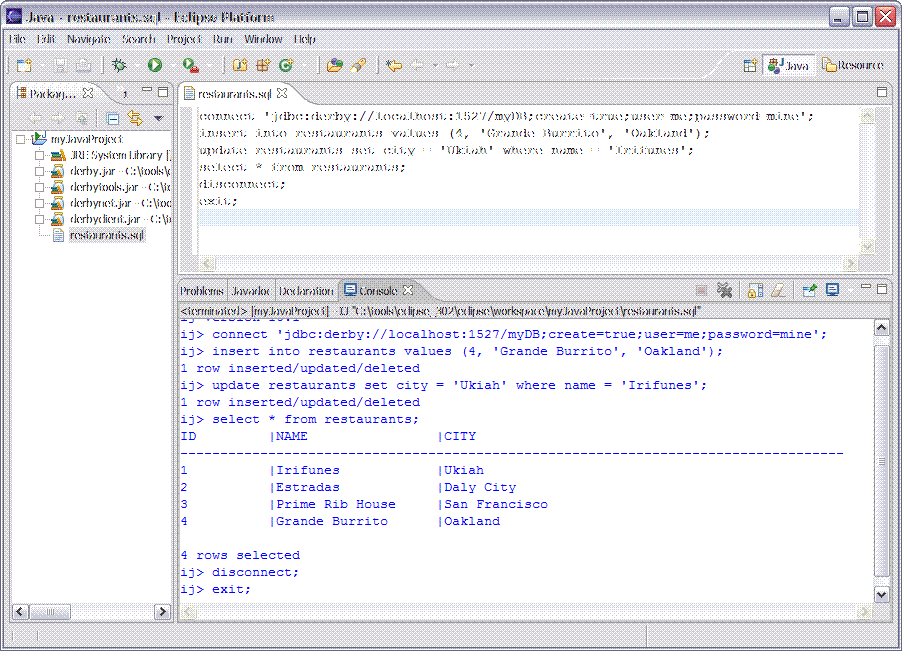 Java - restaurants.sql - Eclipse Platform
File Edit Navigate Search Project Run Window Help
Java Resource
Packag...
myJavaProject
JRE System Library [
derby.jar - C:\tools\
derbytools.jar - C:\t
derbynet.jar - C:\too
derbyclient.jar - C:\t
restaurants.sql
restaurants.sql
connect 'jdbc:derby://localhost:1527/myDB;create=true;user=me;password=mine';
insert into restaurants values (4, 'Grande Burrito', 'Oakland');
update restaurants set city = 'Ukiah' where name = 'Irifunes';
select * from restaurants;
disconnect;
exit;
Problems Javadoc Declaration Console
<terminated> [myJavaProject] - IJ "C:\tools\eclipse_302\eclipse\workspace\myJavaProject\restaurants.sql"
ij> connect 'jdbc:derby://localhost:1527/myDB;create=true;user=me;password=mine';
ij> insert into restaurants values (4, 'Grande Burrito', 'Oakland');
1 row inserted/updated/deleted
ij> update restaurants set city = 'Ukiah' where name = 'Irifunes';
1 row inserted/updated/deleted
ij> select * from restaurants;
ID |NAME |CITY
------------------------------------------------------------------------------------
1 |Irifunes |Ukiah
2 |Estradas |Daly City
3 |Prime Rib House |San Francisco
4 |Grande Burrito |Oakland
4 rows selected
ij> disconnect;
ij> exit;